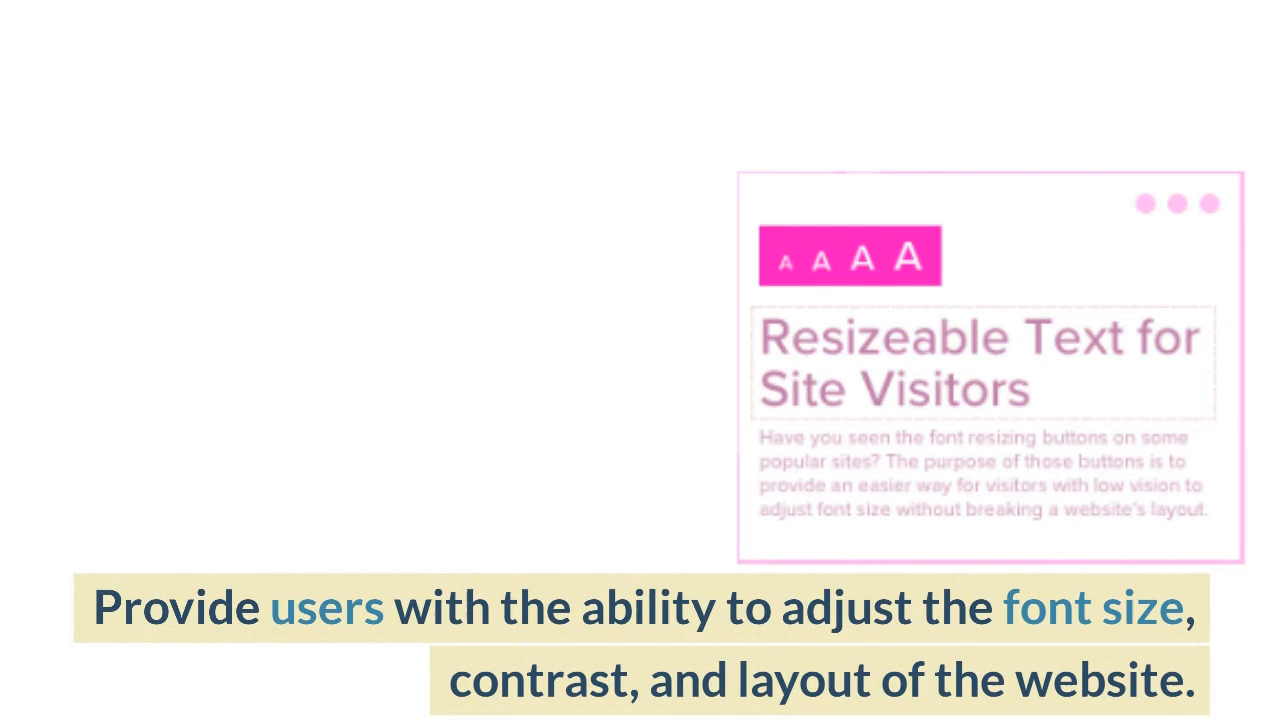 A A A A
Resizeable Text for
Site Visitors
Have you seen the font resizing buttons on some
popular sites? The purpose of those buttons is to
provide an easier way for visitors with low vision to
adjust font size without breaking a website's layout.
Provide users with the ability to adjust the font size,
contrast, and layout of the website.